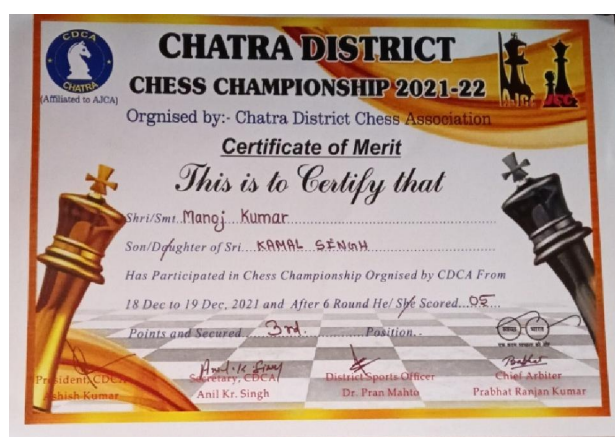 CDCA
CHATRA
(Affiliated to AJCA)
CHATRA DISTRICT
CHESS CHAMPIONSHIP 2021-22
AJCA
Orgnised by:- Chatra District Chess Association
Certificate of Merit
This is to Certify that
Shri/Smt. Manoj Kumar
Son/Daughter of Sri KAMAL SINGH
Has Participated in Chess Championship Orgnised by CDCA From
18 Dec to 19 Dec, 2021 and After 6 Round He/ She Scored 05
Points and Secured 3rd. Position.-
President, CDCA
Ashish Kumar
Secretary, CDCA
Anil Kr. Singh
District Sports Officer
Dr. Pran Mahto
Chief Arbiter
Prabhat Ranjan Kumar